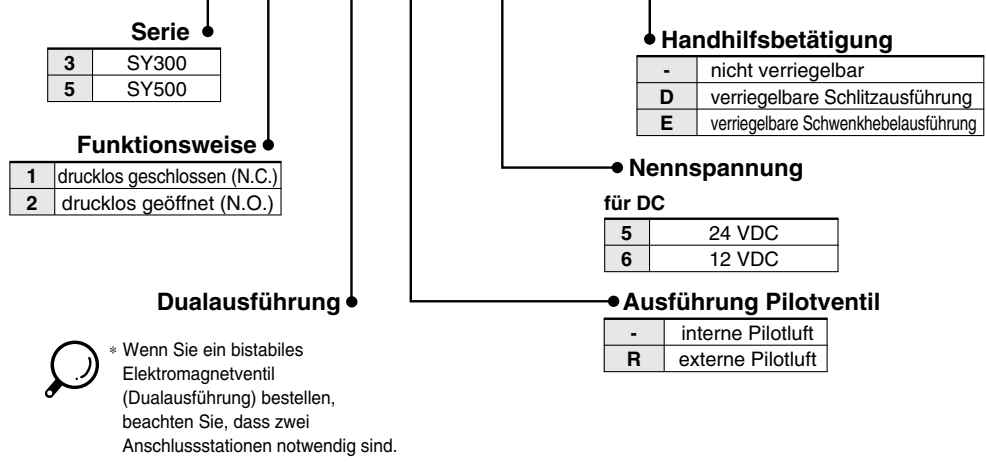 Serie
3 SY300
5 SY500
Funktionsweise
1 drucklos geschlossen (N.C.)
2 drucklos geöffnet (N.O.)
Dualausführung
* Wenn Sie ein bistabiles
Elektromagnetventil
(Dualausführung) bestellen,
beachten Sie, dass zwei
Anschlussstationen notwendig sind.
Handhilfsbetätigung
- nicht verriegelbar
D verriegelbare Schlitzausführung
E verriegelbare Schwenkhebelausführung
Nennspannung
für DC
5 24 VDC
6 12 VDC
Ausführung Pilotventil
- interne Pilotluft
R externe Pilotluft